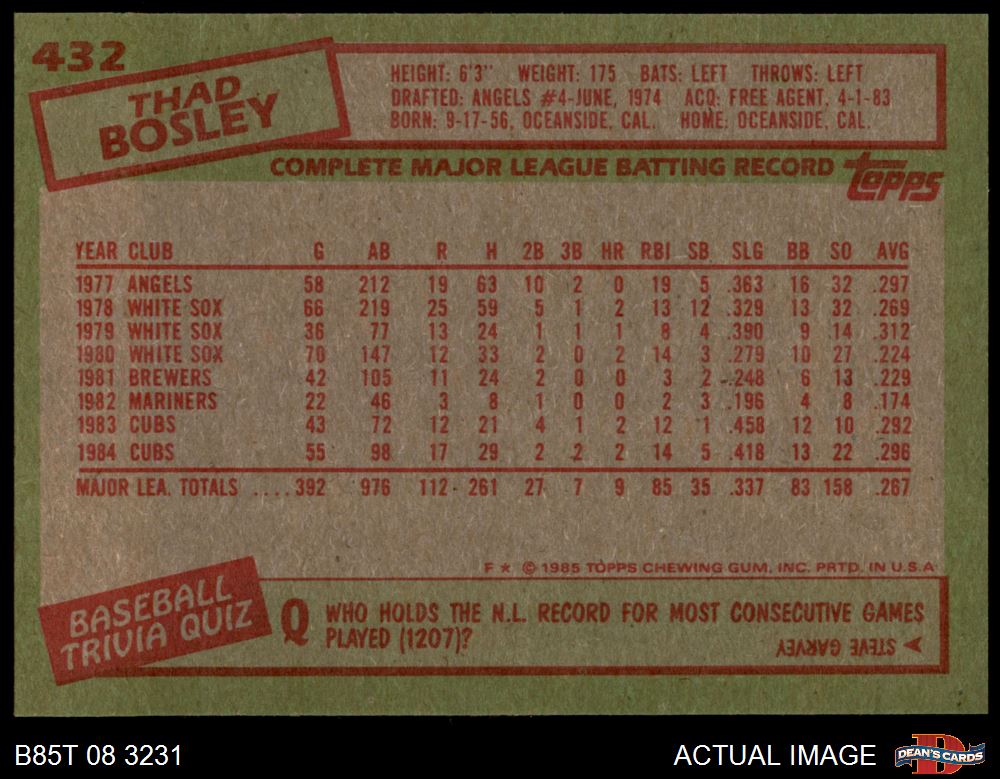 432
THAD
BOSLEY
HEIGHT: 6'3" WEIGHT: 175 BATS: LEFT THROWS: LEFT
DRAFTED: ANGELS #4-JUNE, 1974 ACQ: FREE AGENT, 4-1-83
BORN: 9-17-56, OCEANSIDE, CAL. HOME: OCEANSIDE, CAL.
COMPLETE MAJOR LEAGUE BATTING RECORD
topps
YEAR CLUB G AB R H 2B 3B HR RBI SB SLG BB SO AVG
1977 ANGELS 58 212 19 63 10 2 0 19 5 .363 16 32 .297
1978 WHITE SOX 66 219 25 59 5 1 2 13 12 .329 13 32 .269
1979 WHITE SOX 36 77 13 24 1 1 1 8 4 .390 9 14 .312
1980 WHITE SOX 70 147 12 33 2 0 2 14 3 .279 10 27 .224
1981 BREWERS 42 105 11 24 2 0 0 3 2 .248 6 13 .229
1982 MARINERS 22 46 3 8 1 0 0 2 3 .196 4 8 .174
1983 CUBS 43 72 12 21 4 1 2 12 1 .458 12 10 .292
1984 CUBS 55 98 17 29 2 2 2 14 5 .418 13 22 .296
MAJOR LEA. TOTALS ....392 976 112 261 27 7 9 85 35 .337 83 158 .267
F ★ © 1985 TOPPS CHEWING GUM, INC. PRTD. IN U.S.A.
BASEBALL
TRIVIA QUIZ
Q WHO HOLDS THE N.L. RECORD FOR MOST CONSECUTIVE GAMES
PLAYED (1207)?
STEVE GARVEY
B85T 08 3231
ACTUAL IMAGE
D
DEAN'S CARDS